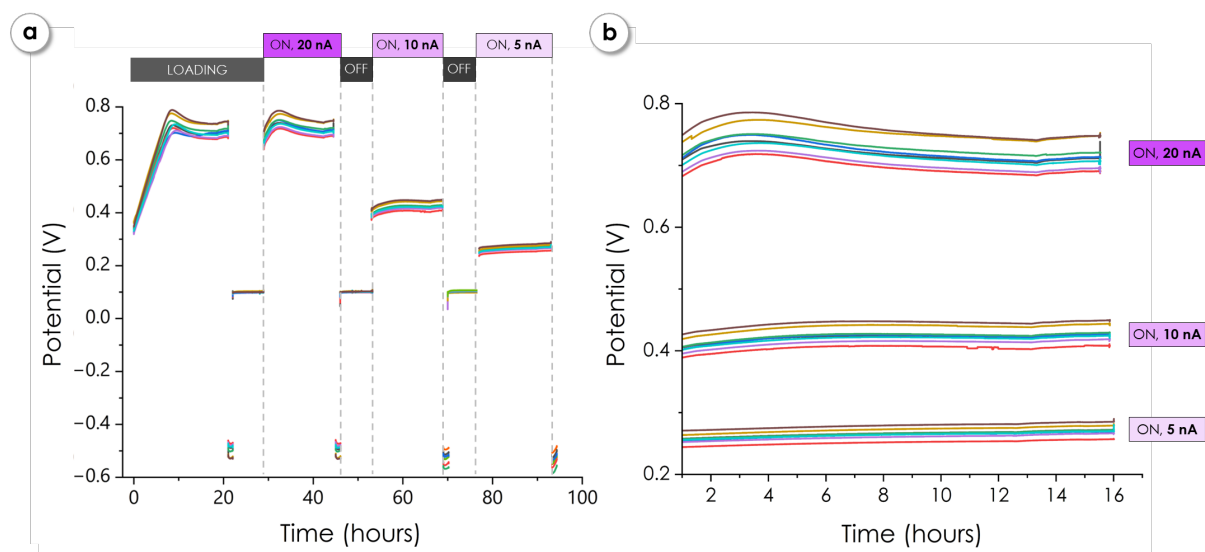 a
ON, 20 nA
ON, 10 nA
ON, 5 nA
LOADING
OFF
OFF
0.8
0.6
0.4
0.2
0.0
−0.2
−0.4
−0.6
0
20
40
60
80
100
Potential (V)
Time (hours)
b
0.8
0.6
0.4
0.2
2
4
6
8
10
12
14
16
Potential (V)
Time (hours)
ON, 20 nA
ON, 10 nA
ON, 5 nA